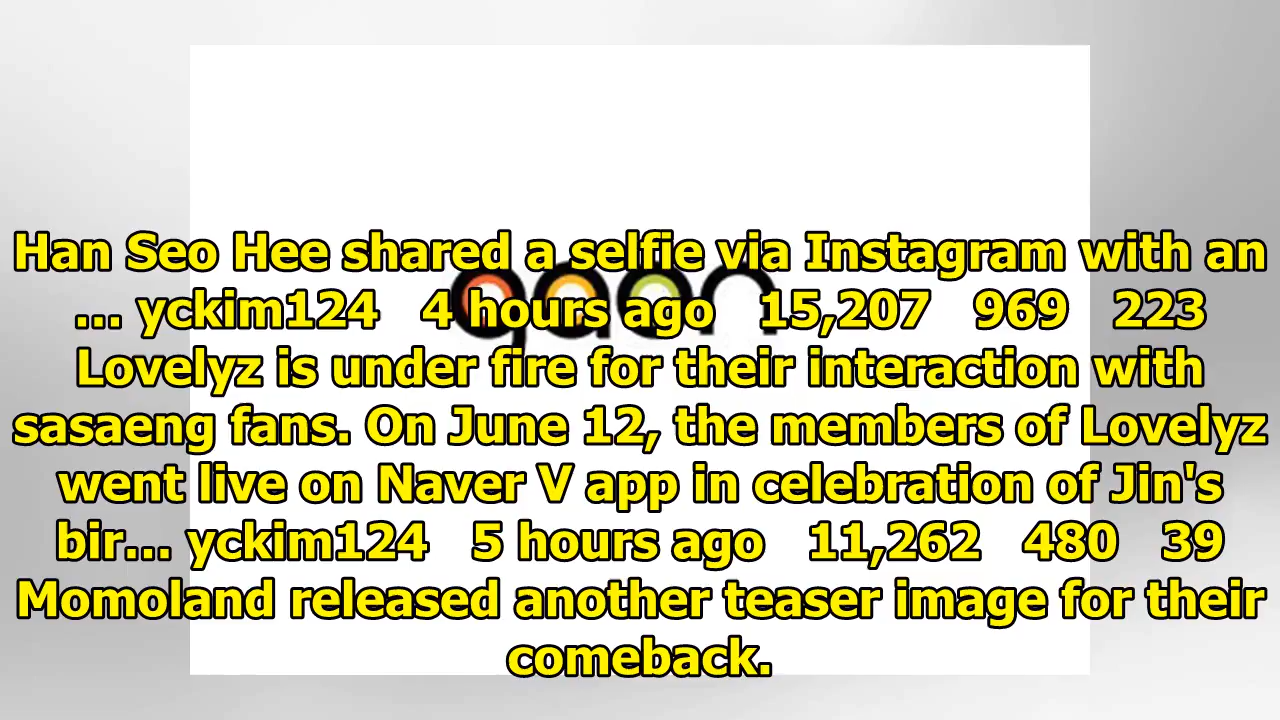 Han Seo Hee shared a selfie via Instagram with an
... yckim124 4 hours ago 15,207 969 223
Lovelyz is under fire for their interaction with
sasaeng fans. On June 12, the members of Lovelyz
went live on Naver V app in celebration of Jin's
bir... yckim124 5 hours ago 11,262 480 39
Momoland released another teaser image for their
comeback.
gaon